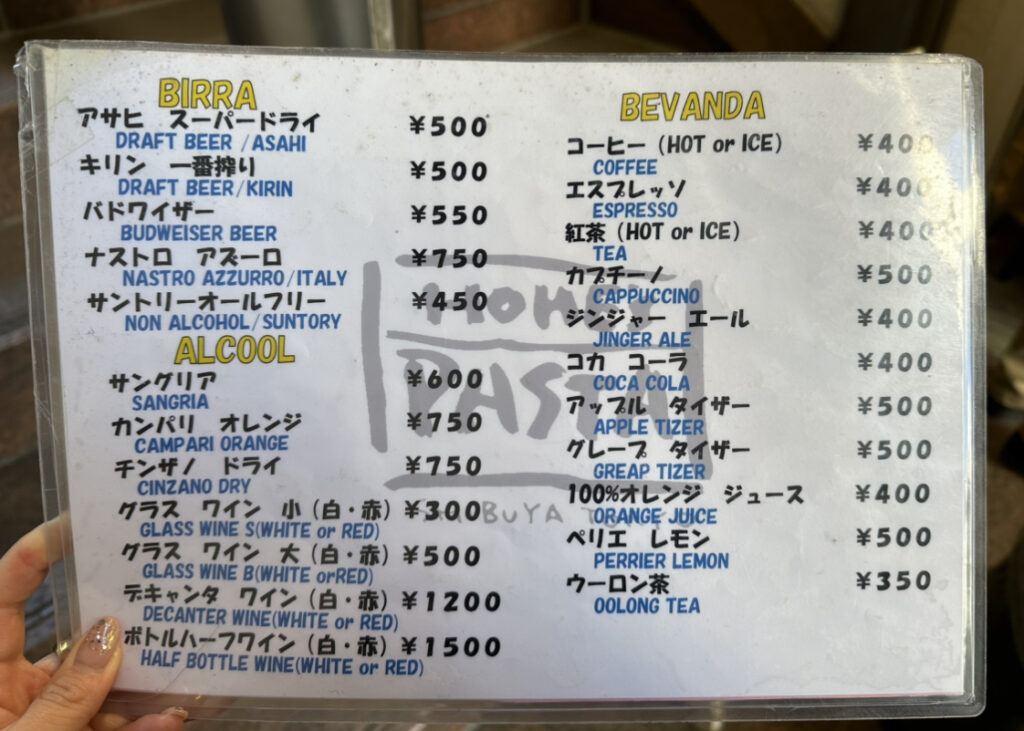 BIRRA
アサヒ スーパードライ ¥500
DRAFT BEER /ASAHI
キリン 一番搾り ¥500
DRAFT BEER/KIRIN
バドワイザー ¥550
BUDWEISER BEER
ナストロ アズーロ ¥750
NASTRO AZZURRO/ITALY
サントリーオールフリー ¥450
NON ALCOHOL/SUNTORY
ALCOOL
サングリア ¥600
SANGRIA
カンパリ オレンジ ¥750
CAMPARI ORANGE
チンザノ ドライ ¥750
CINZANO DRY
グラス ワイン 小（白・赤）¥300
GLASS WINE S(WHITE or RED)
グラス ワイン 大（白・赤）¥500
GLASS WINE B(WHITE orRED)
デキャンタ ワイン（白・赤）¥1200
DECANTER WINE(WHITE or RED)
ボトルハーフワイン（白・赤）¥1500
HALF BOTTLE WINE(WHITE or RED)
BEVANDA
コーヒー（HOT or ICE） ¥400
COFFEE
エスプレッソ ¥400
ESPRESSO
紅茶（HOT or ICE） ¥400
TEA
カプチーノ ¥500
CAPPUCCINO
ジンジャー エール ¥400
JINGER ALE
コカ コーラ ¥400
COCA COLA
アップル タイザー ¥500
APPLE TIZER
グレープ タイザー ¥500
GREAP TIZER
100%オレンジ ジュース ¥400
ORANGE JUICE
ペリエ レモン ¥500
PERRIER LEMON
ウーロン茶 ¥350
OOLONG TEA
PASTA